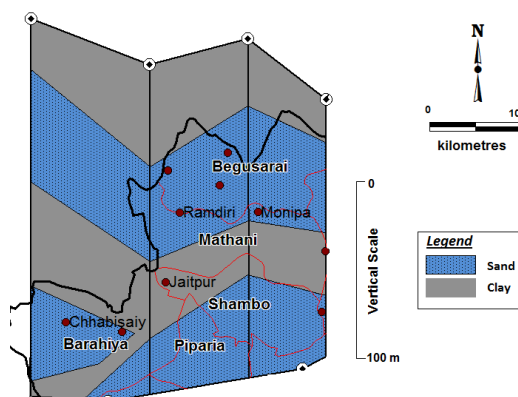 N
0 10
kilometres
Begusarai
0
Ramdiri
Monipa
Mathani
Vertical Scale
Legend
Sand
Jaitpur
Clay
Shambo
Chhabisaiy
Barahiya
Piparia
100 m